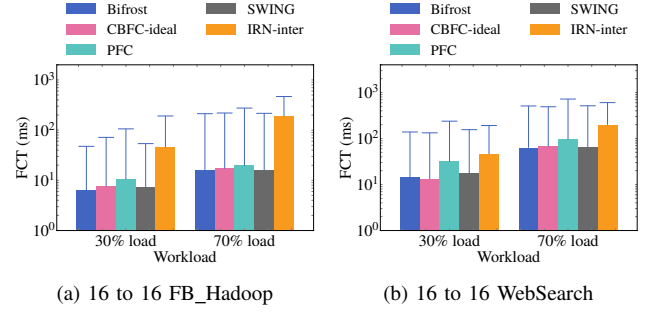 Bifrost
CBFC-ideal
PFC
SWING
IRN-inter
FCT (ms)
10³
10²
10¹
10⁰
30% load
70% load
Workload
(a) 16 to 16 FB_Hadoop
Bifrost
CBFC-ideal
PFC
SWING
IRN-inter
FCT (ms)
10³
10²
10¹
10⁰
30% load
70% load
Workload
(b) 16 to 16 WebSearch